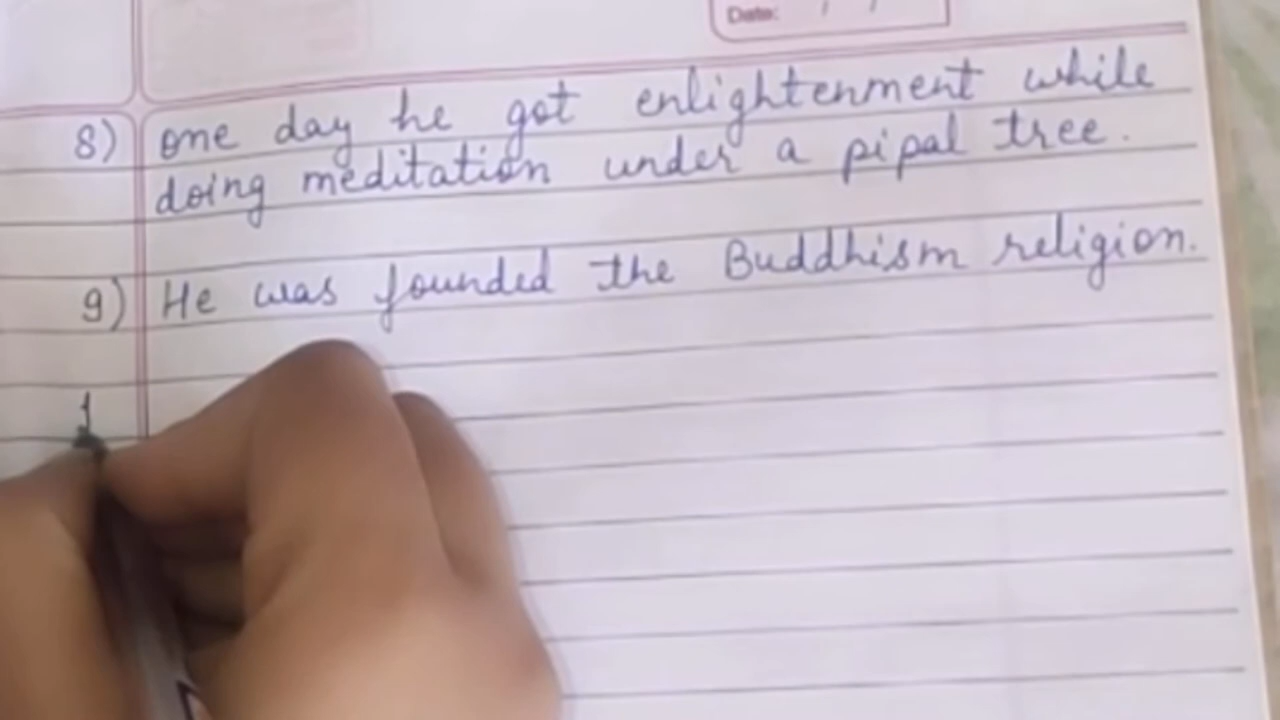 Date: / /
8) one day he got enlightenment while
doing meditation under a pipal tree.
9) He was founded the Buddhism religion.
1